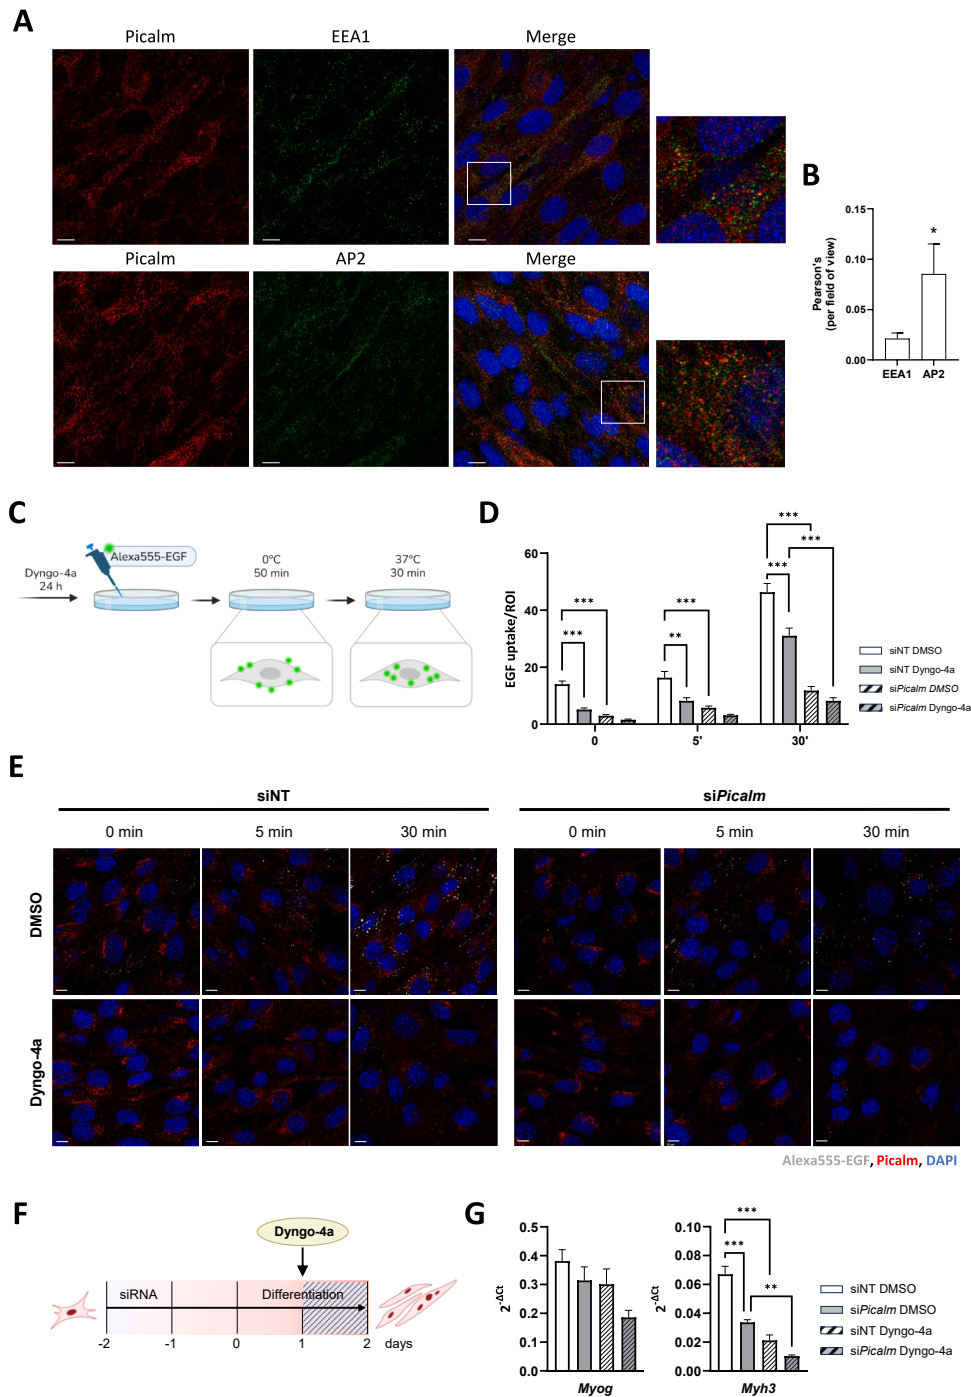 A
Picalm
EEA1
Merge
Picalm
AP2
Merge
B
0.15
0.10
0.05
0.00
Pearson's
(per field of view)
*
EEA1
AP2
C
Dyngo-4a
24 h
Alexa555-EGF
0°C
50 min
37°C
30 min
D
EGF uptake/ROI
60
40
20
0
***
***
***
**
***
***
***
0
5'
30'
siNT DMSO
siNT Dyngo-4a
siPicalm DMSO
siPicalm Dyngo-4a
E
siNT
siPicalm
0 min
5 min
30 min
0 min
5 min
30 min
DMSO
Dyngo-4a
Alexa555-EGF, Picalm, DAPI
F
Dyngo-4a
siRNA
Differentiation
-2
-1
0
1
2
days
G
2^-ΔCt
0.5
0.4
0.3
0.2
0.1
0.0
Myog
2^-ΔCt
0.10
0.08
0.06
0.04
0.02
0.00
***
***
**
Myh3
siNT DMSO
siPicalm DMSO
siNT Dyngo-4a
siPicalm Dyngo-4a